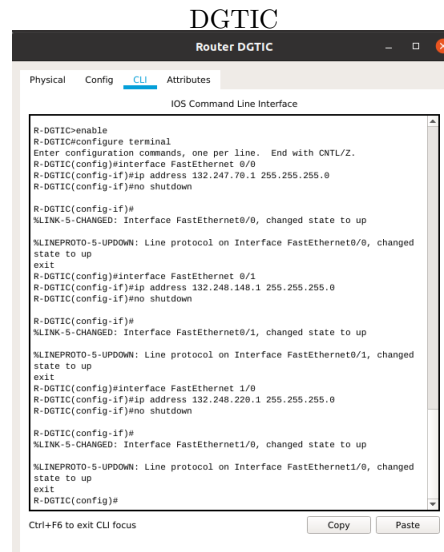 DGTIC
Router DGTIC
Physical Config CLI Attributes
IOS Command Line Interface
R-DGTIC>enable
R-DGTIC#configure terminal
Enter configuration commands, one per line.  End with CNTL/Z.
R-DGTIC(config)#interface FastEthernet 0/0
R-DGTIC(config-if)#ip address 132.247.70.1 255.255.255.0
R-DGTIC(config-if)#no shutdown
R-DGTIC(config-if)#
%LINK-5-CHANGED: Interface FastEthernet0/0, changed state to up
%LINEPROTO-5-UPDOWN: Line protocol on Interface FastEthernet0/0, changed
state to up
exit
R-DGTIC(config)#interface FastEthernet 0/1
R-DGTIC(config-if)#ip address 132.248.148.1 255.255.255.0
R-DGTIC(config-if)#no shutdown
R-DGTIC(config-if)#
%LINK-5-CHANGED: Interface FastEthernet0/1, changed state to up
%LINEPROTO-5-UPDOWN: Line protocol on Interface FastEthernet0/1, changed
state to up
exit
R-DGTIC(config)#interface FastEthernet 1/0
R-DGTIC(config-if)#ip address 132.248.220.1 255.255.255.0
R-DGTIC(config-if)#no shutdown
R-DGTIC(config-if)#
%LINK-5-CHANGED: Interface FastEthernet1/0, changed state to up
%LINEPROTO-5-UPDOWN: Line protocol on Interface FastEthernet1/0, changed
state to up
exit
R-DGTIC(config)#
Ctrl+F6 to exit CLI focus Copy Paste